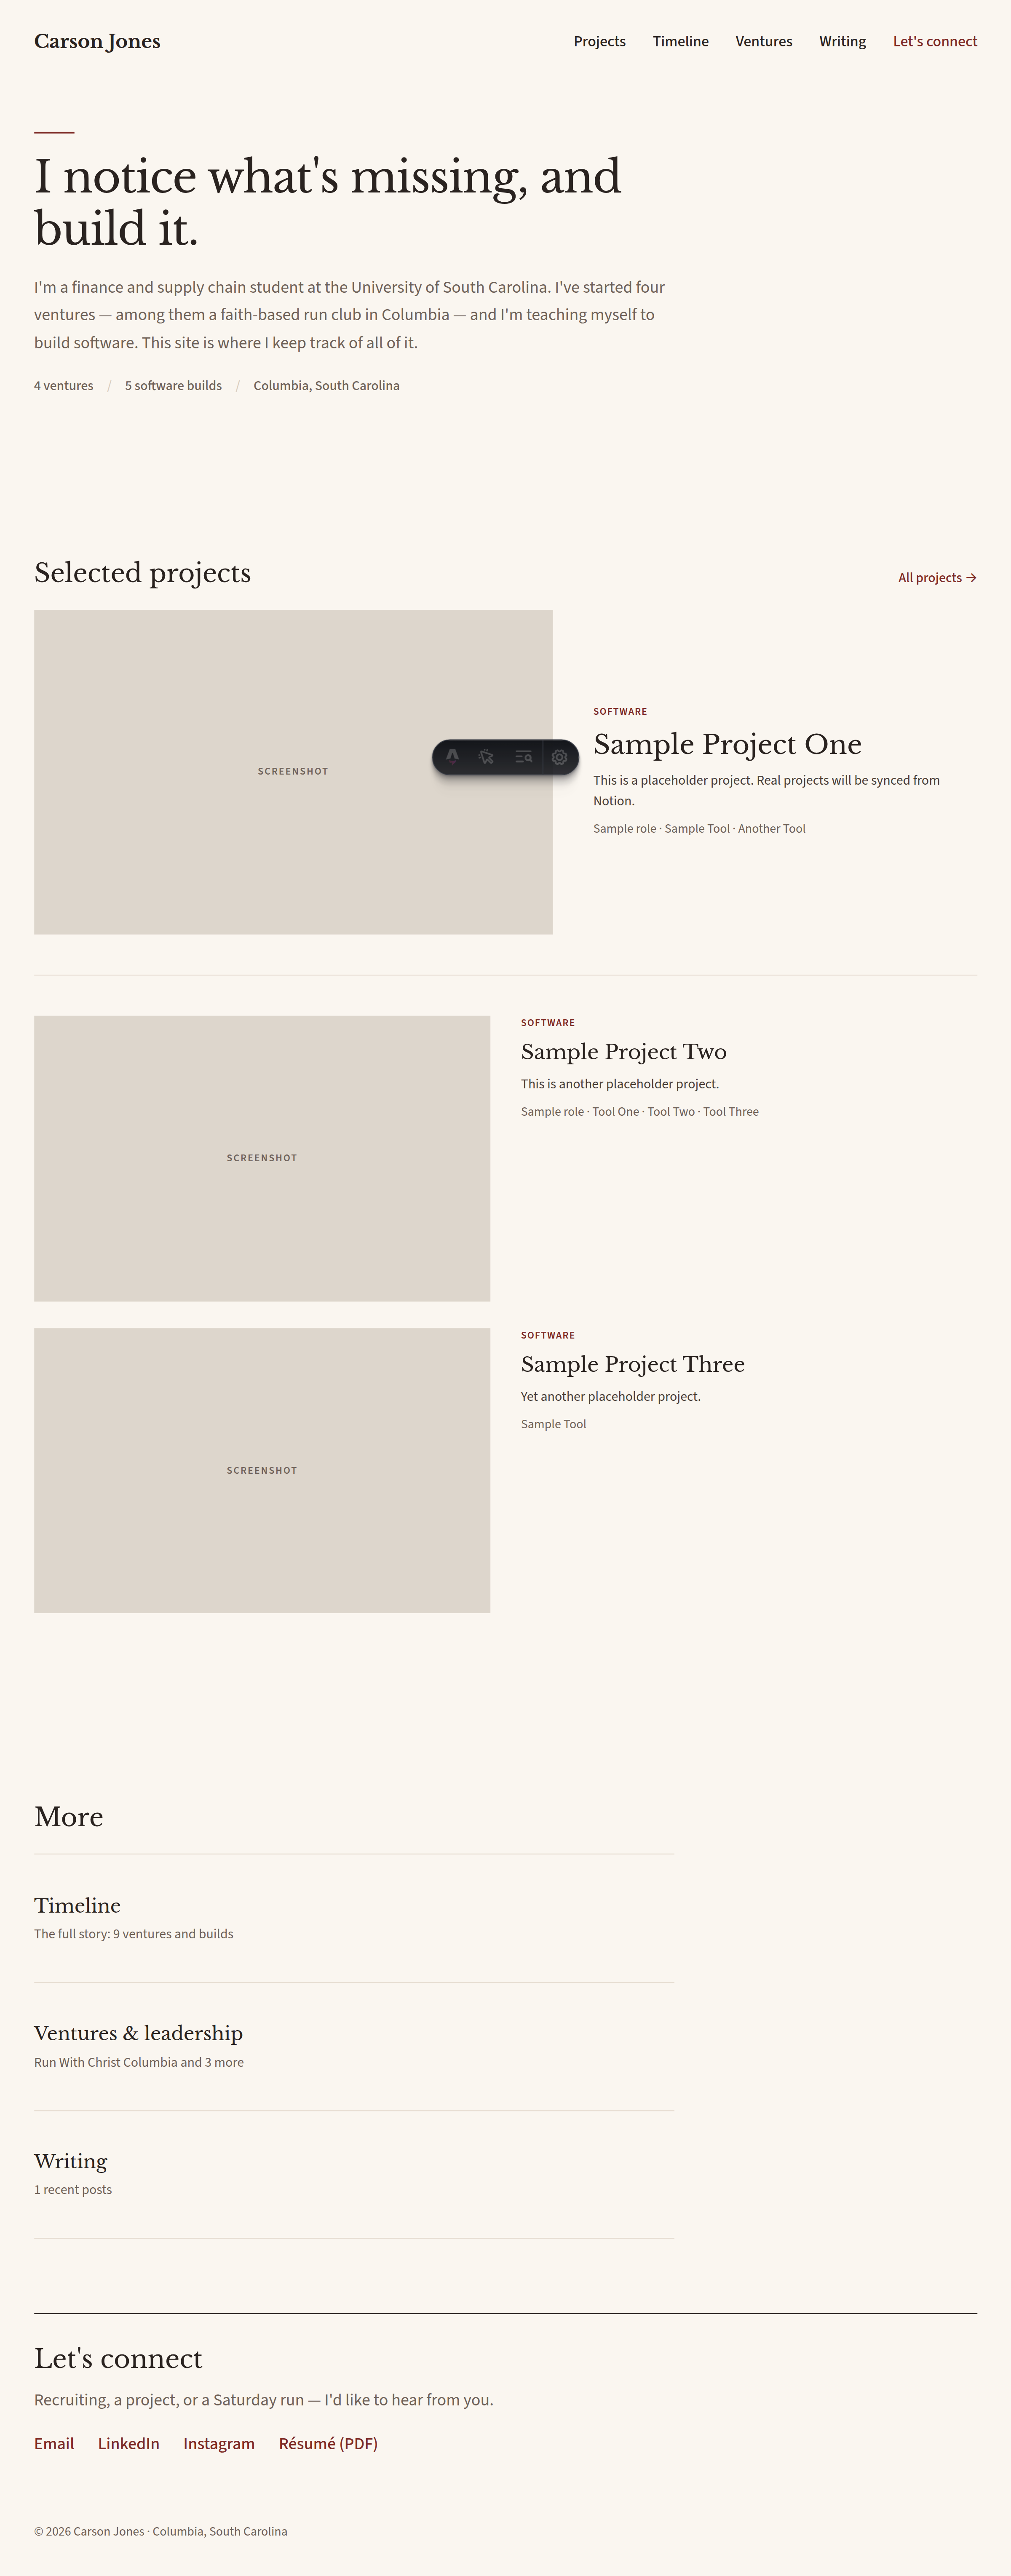 Carson Jones
Projects Timeline Ventures Writing Let's connect
I notice what's missing, and
build it.
I'm a finance and supply chain student at the University of South Carolina. I've started four
ventures — among them a faith-based run club in Columbia — and I'm teaching myself to
build software. This site is where I keep track of all of it.
4 ventures / 5 software builds / Columbia, South Carolina
Selected projects
All projects →
SCREENSHOT
SOFTWARE
Sample Project One
This is a placeholder project. Real projects will be synced from
Notion.
Sample role · Sample Tool · Another Tool
SCREENSHOT
SOFTWARE
Sample Project Two
This is another placeholder project.
Sample role · Tool One · Tool Two · Tool Three
SCREENSHOT
SOFTWARE
Sample Project Three
Yet another placeholder project.
Sample Tool
More
Timeline
The full story: 9 ventures and builds
Ventures & leadership
Run With Christ Columbia and 3 more
Writing
1 recent posts
Let's connect
Recruiting, a project, or a Saturday run — I'd like to hear from you.
Email LinkedIn Instagram Résumé (PDF)
© 2026 Carson Jones · Columbia, South Carolina